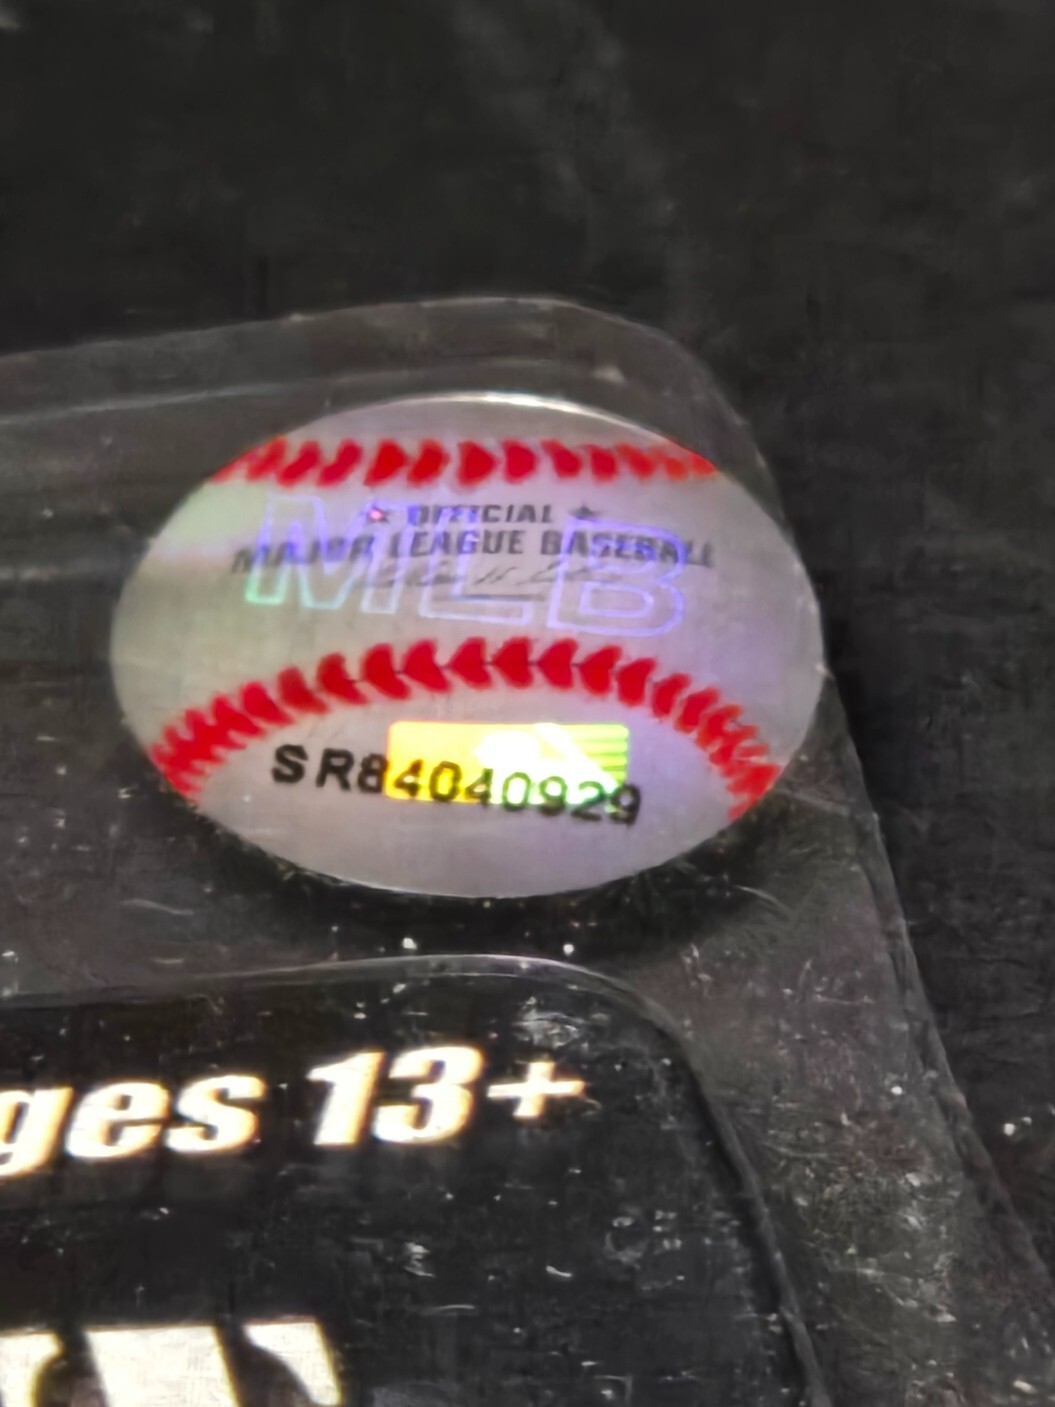 MLB
OFFICIAL
MAJOR LEAGUE BASEBALL
SR84040929
ges 13+